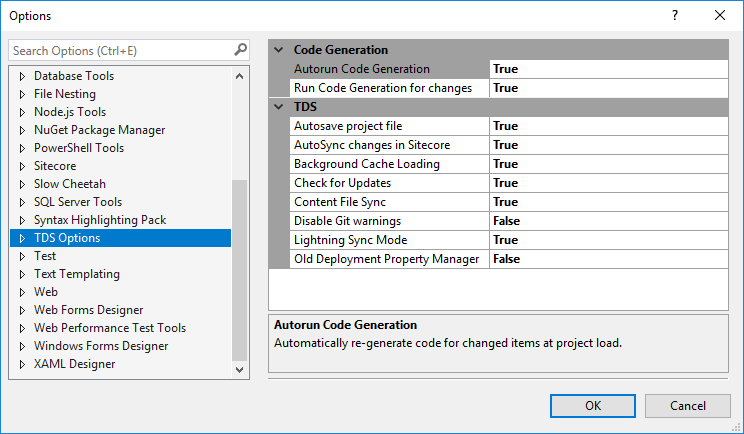 Options
?
Search Options (Ctrl+E)
Database Tools
File Nesting
Node.js Tools
NuGet Package Manager
PowerShell Tools
Sitecore
Slow Cheetah
SQL Server Tools
Syntax Highlighting Pack
TDS Options
Test
Text Templating
Web
Web Forms Designer
Web Performance Test Tools
Windows Forms Designer
XAML Designer
Code Generation
Autorun Code Generation True
Run Code Generation for changes True
TDS
Autosave project file True
AutoSync changes in Sitecore True
Background Cache Loading True
Check for Updates True
Content File Sync True
Disable Git warnings False
Lightning Sync Mode True
Old Deployment Property Manager False
Autorun Code Generation
Automatically re-generate code for changed items at project load.
OK Cancel